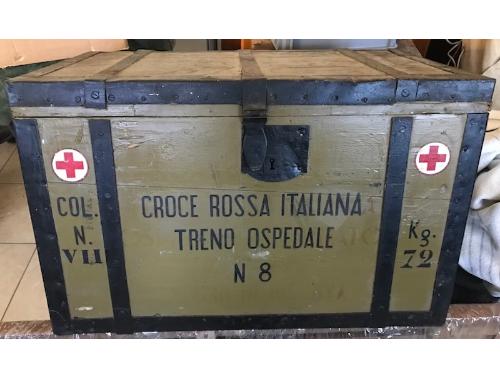 COL.
N.
VII
CROCE ROSSA ITALIANA
TRENO OSPEDALE
N 8
Kg.
72